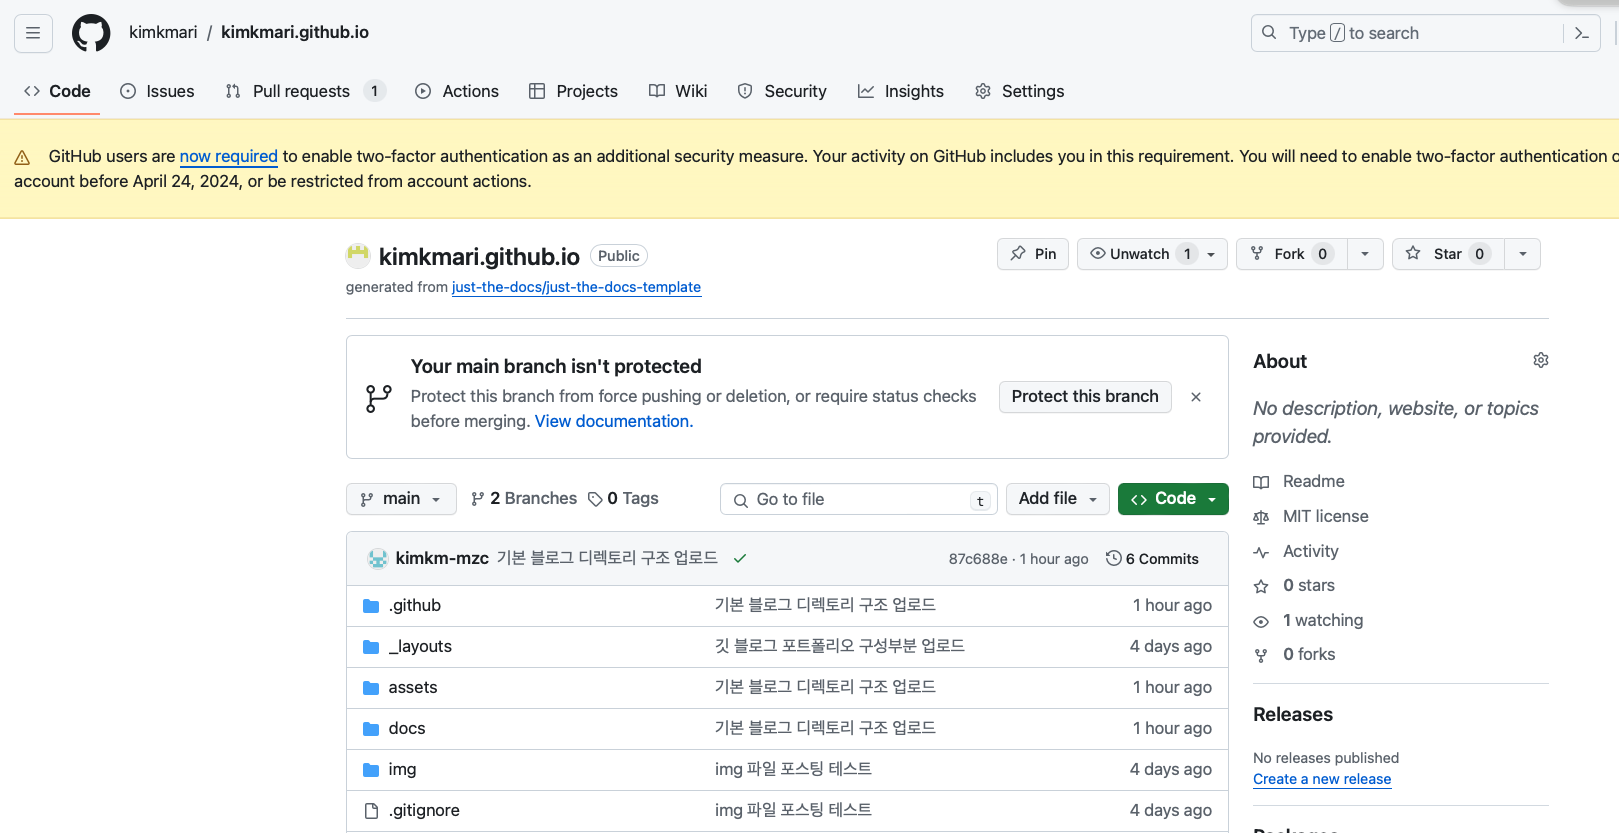 kimkmari / kimkmari.github.io
Type / to search
Code
Issues
Pull requests 1
Actions
Projects
Wiki
Security
Insights
Settings
GitHub users are now required to enable two-factor authentication as an additional security measure. Your activity on GitHub includes you in this requirement. You will need to enable two-factor authentication
account before April 24, 2024, or be restricted from account actions.
kimkmari.github.io Public
Pin
Unwatch 1
Fork 0
Star 0
generated from just-the-docs/just-the-docs-template
Your main branch isn't protected
Protect this branch from force pushing or deletion, or require status checks
before merging. View documentation.
Protect this branch
main
2 Branches
0 Tags
Go to file t
Add file
Code
kimkm-mzc 기본 블로그 디렉토리 구조 업로드 87c688e · 1 hour ago 6 Commits
.github 기본 블로그 디렉토리 구조 업로드 1 hour ago
_layouts 깃 블로그 포트폴리오 구성부분 업로드 4 days ago
assets 기본 블로그 디렉토리 구조 업로드 1 hour ago
docs 기본 블로그 디렉토리 구조 업로드 1 hour ago
img img 파일 포스팅 테스트 4 days ago
.gitignore img 파일 포스팅 테스트 4 days ago
About
No description, website, or topics
provided.
Readme
MIT license
Activity
0 stars
1 watching
0 forks
Releases
No releases published
Create a new release